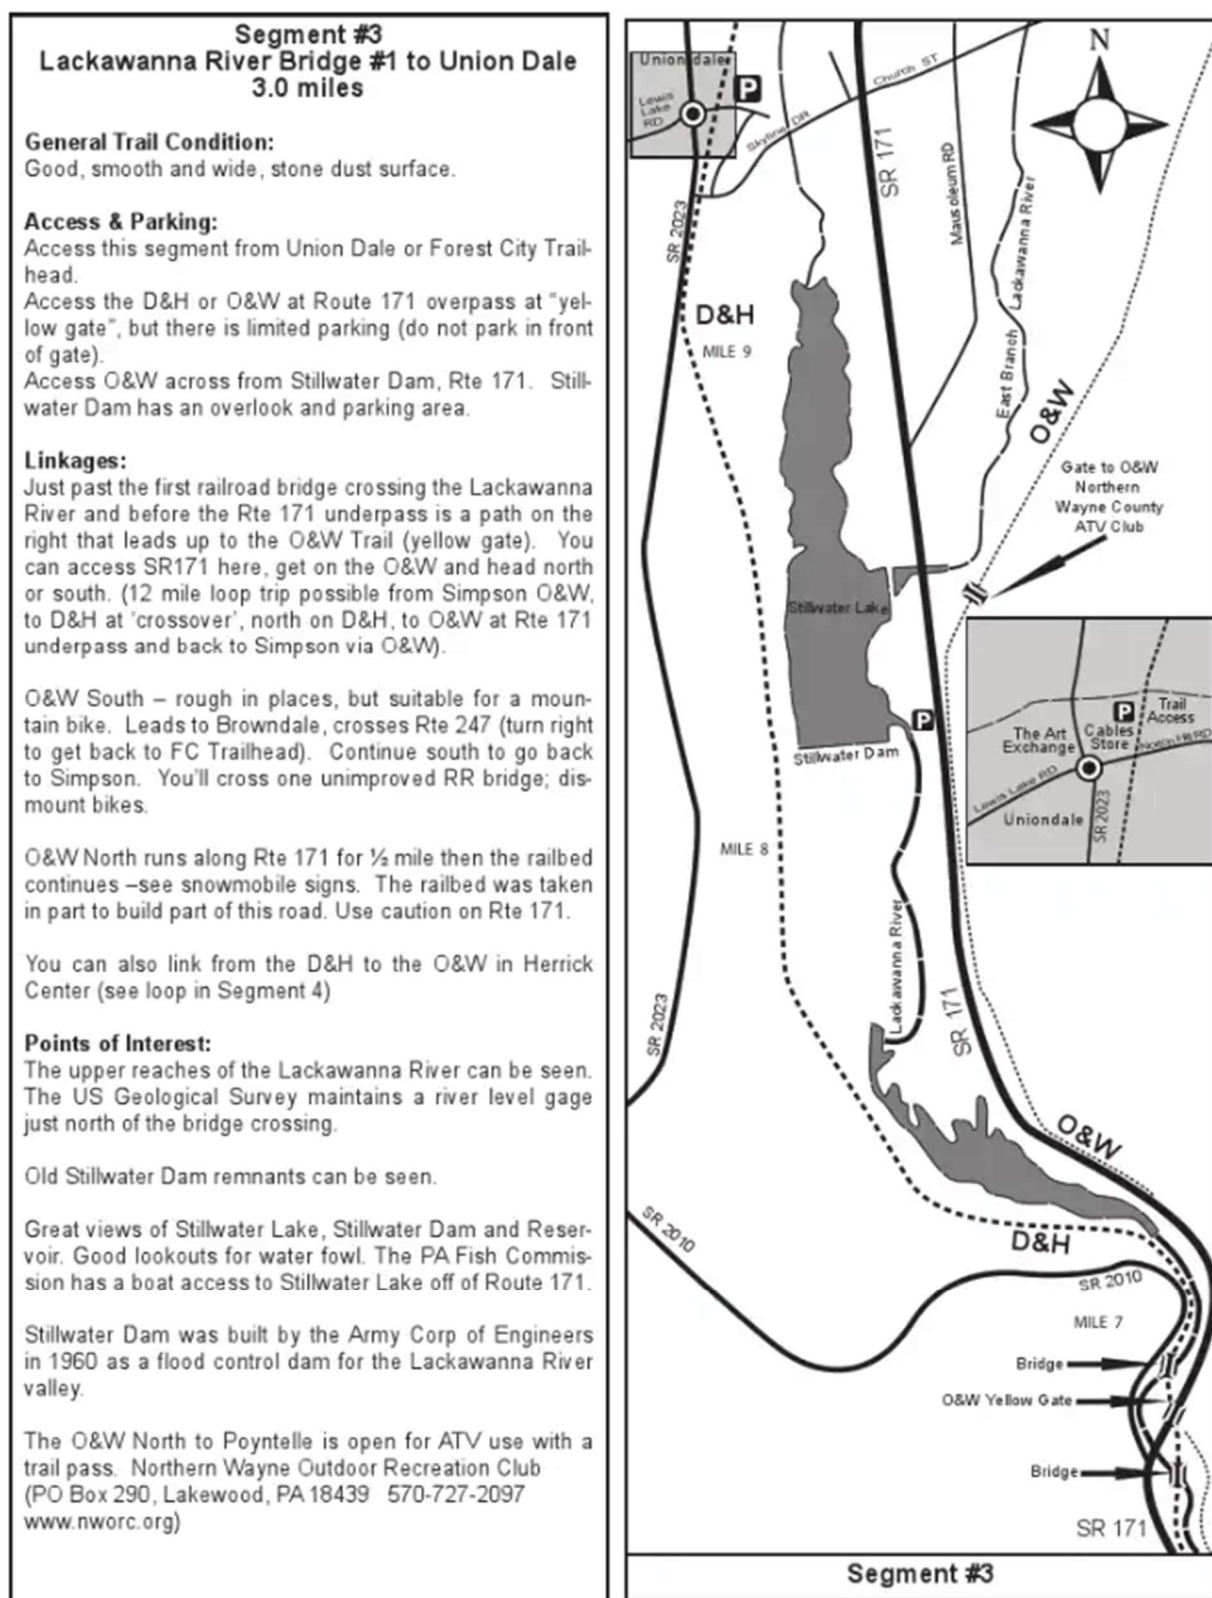 Segment #3
Lackawanna River Bridge #1 to Union Dale
3.0 miles
General Trail Condition:
Good, smooth and wide, stone dust surface.
Access & Parking:
Access this segment from Union Dale or Forest City Trail-
head.
Access the D&H or O&W at Route 171 overpass at “yel-
low gate”, but there is limited parking (do not park in front
of gate).
Access O&W across from Stillwater Dam, Rte 171. Still-
water Dam has an overlook and parking area.
Linkages:
Just past the first railroad bridge crossing the Lackawanna
River and before the Rte 171 underpass is a path on the
right that leads up to the O&W Trail (yellow gate). You
can access SR171 here, get on the O&W and head north
or south. (12 mile loop trip possible from Simpson O&W,
to D&H at 'crossover', north on D&H, to O&W at Rte 171
underpass and back to Simpson via O&W).
O&W South – rough in places, but suitable for a moun-
tain bike. Leads to Browndale, crosses Rte 247 (turn right
to get back to FC Trailhead). Continue south to go back
to Simpson. You'll cross one unimproved RR bridge; dis-
mount bikes.
O&W North runs along Rte 171 for ½ mile then the railbed
continues –see snowmobile signs. The railbed was taken
in part to build part of this road. Use caution on Rte 171.
You can also link from the D&H to the O&W in Herrick
Center (see loop in Segment 4)
Points of Interest:
The upper reaches of the Lackawanna River can be seen.
The US Geological Survey maintains a river level gage
just north of the bridge crossing.
Old Stillwater Dam remnants can be seen.
Great views of Stillwater Lake, Stillwater Dam and Reser-
voir. Good lookouts for water fowl. The PA Fish Commis-
sion has a boat access to Stillwater Lake off of Route 171.
Stillwater Dam was built by the Army Corp of Engineers
in 1960 as a flood control dam for the Lackawanna River
valley.
The O&W North to Poyntelle is open for ATV use with a
trail pass. Northern Wayne Outdoor Recreation Club
(PO Box 290, Lakewood, PA 18439 570-727-2097
www.nworc.org)
Uniondale
P
Lewis
Lake
RD
Skyline DR
Church ST
N
SR 171
Mausoleum RD
East Branch Lackawanna River
SR 2023
D&H
MILE 9
O&W
Gate to O&W
Northern
Wayne County
ATV Club
Stillwater Lake
P
Stillwater Dam
P
Trail
Access
The Art
Exchange
Cables
Store
North HI RD
Lewis Lake RD
Uniondale
SR 2023
MILE 8
Lackawanna River
SR 171
SR 2023
O&W
SR 2010
D&H
SR 2010
MILE 7
Bridge
O&W Yellow Gate
Bridge
SR 171
Segment #3